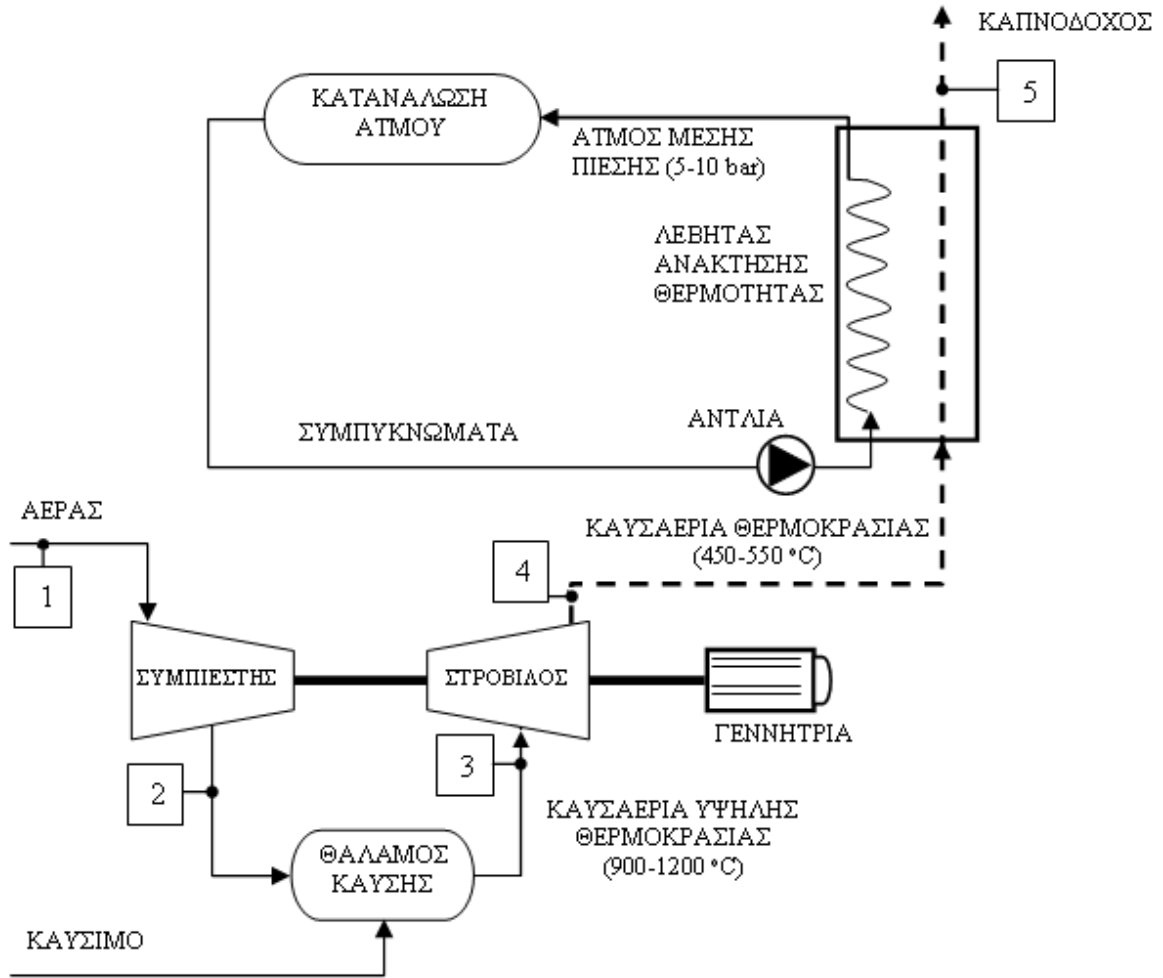 ΚΑΠΝΟΔΟΧΟΣ
5
ΚΑΤΑΝΑΛΩΣΗ
ΑΤΜΟΥ
ΑΤΜΟΣ ΜΕΣΗΣ
ΠΙΕΣΗΣ (5-10 bar)
ΛΕΒΗΤΑΣ
ΑΝΑΚΤΗΣΗΣ
ΘΕΡΜΟΤΗΤΑΣ
ΑΝΤΛΙΑ
ΣΥΜΠΥΚΝΩΜΑΤΑ
ΑΕΡΑΣ
ΚΑΥΣΑΕΡΙΑ ΘΕΡΜΟΚΡΑΣΙΑΣ
(450-550 °C)
1
4
ΣΥΜΠΙΕΣΤΗΣ
ΣΤΡΟΒΙΛΟΣ
ΓΕΝΝΗΤΡΙΑ
2
3
ΚΑΥΣΑΕΡΙΑ ΥΨΗΛΗΣ
ΘΕΡΜΟΚΡΑΣΙΑΣ
(900-1200 °C)
ΘΑΛΑΜΟΣ
ΚΑΥΣΗΣ
ΚΑΥΣΙΜΟ